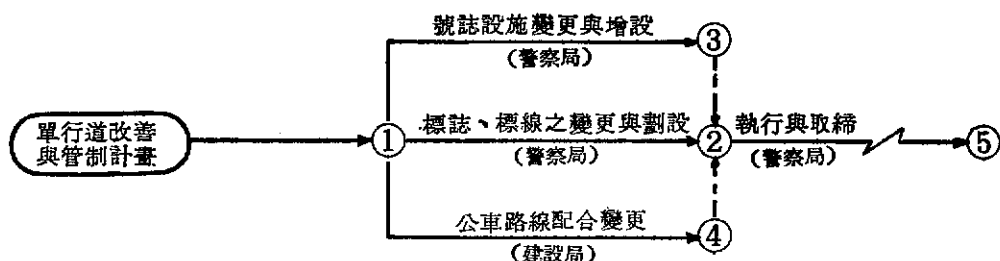 號誌設施變更與增設
③
(警察局)
單行道改善
與管制計畫
①
標誌、標線之變更與劃設
(警察局)
②
執行與取締
(警察局)
⑤
公車路線配合變更
(建設局)
④